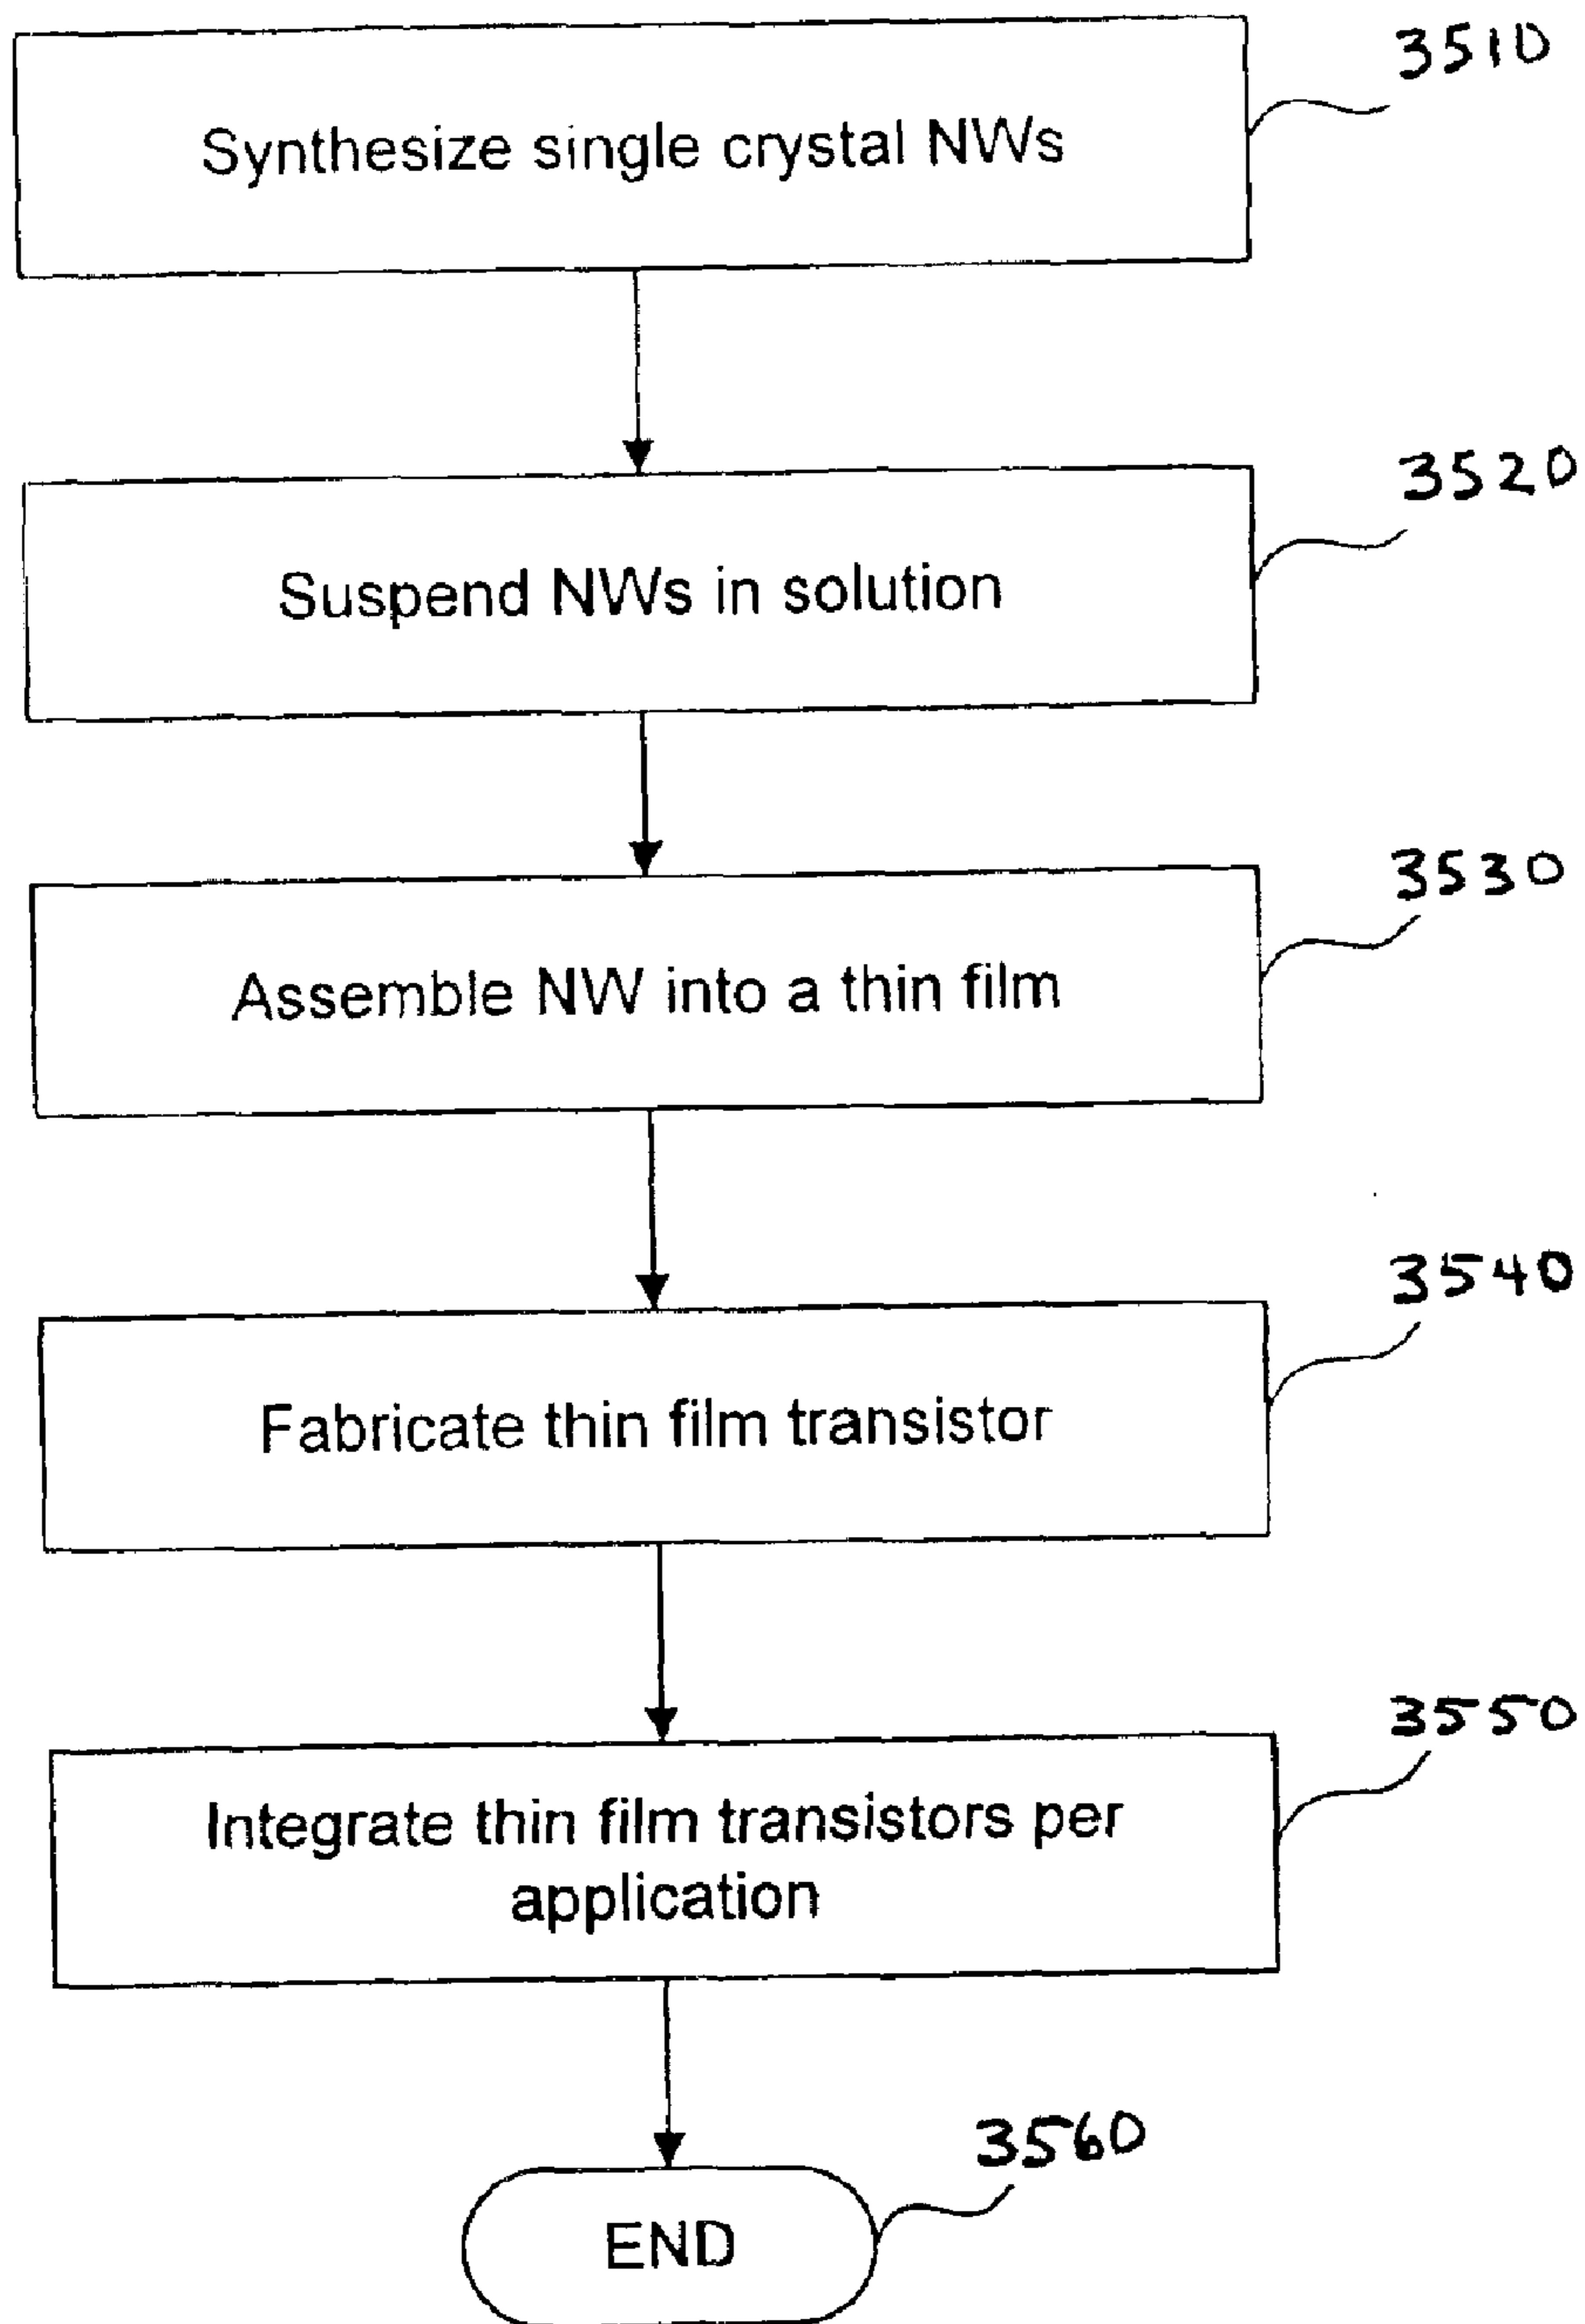 3510
Synthesize single crystal NWs
3520
Suspend NWs in solution
3530
Assemble NW into a thin film
3540
Fabricate thin film transistor
3550
Integrate thin film transistors per
application
3560
END